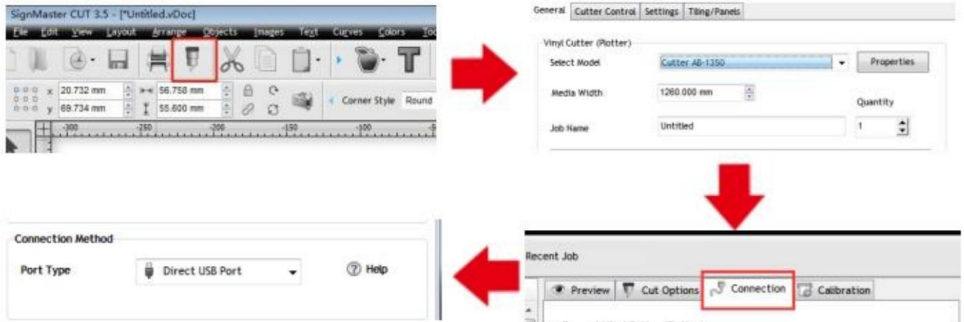 SignMaster CUT 3.5 - [*Untitled.vDoc]
File Edit View Layout Arrange Objects Images Text Curves Colors
x 20.732 mm 56.758 mm
y 69.734 mm 55.600 mm
Corner Style Round
-300 -250 -200 -150 -100
General Cutter Control Settings Tiling/Panels
Vinyl Cutter (Plotter)
Select Model Cutter AB-1350 Properties
Media Width 1260.000 mm
Quantity
Job Name Untitled 1
Recent Job
Preview Cut Options Connection Calibration
Connection Method
Port Type Direct USB Port Help